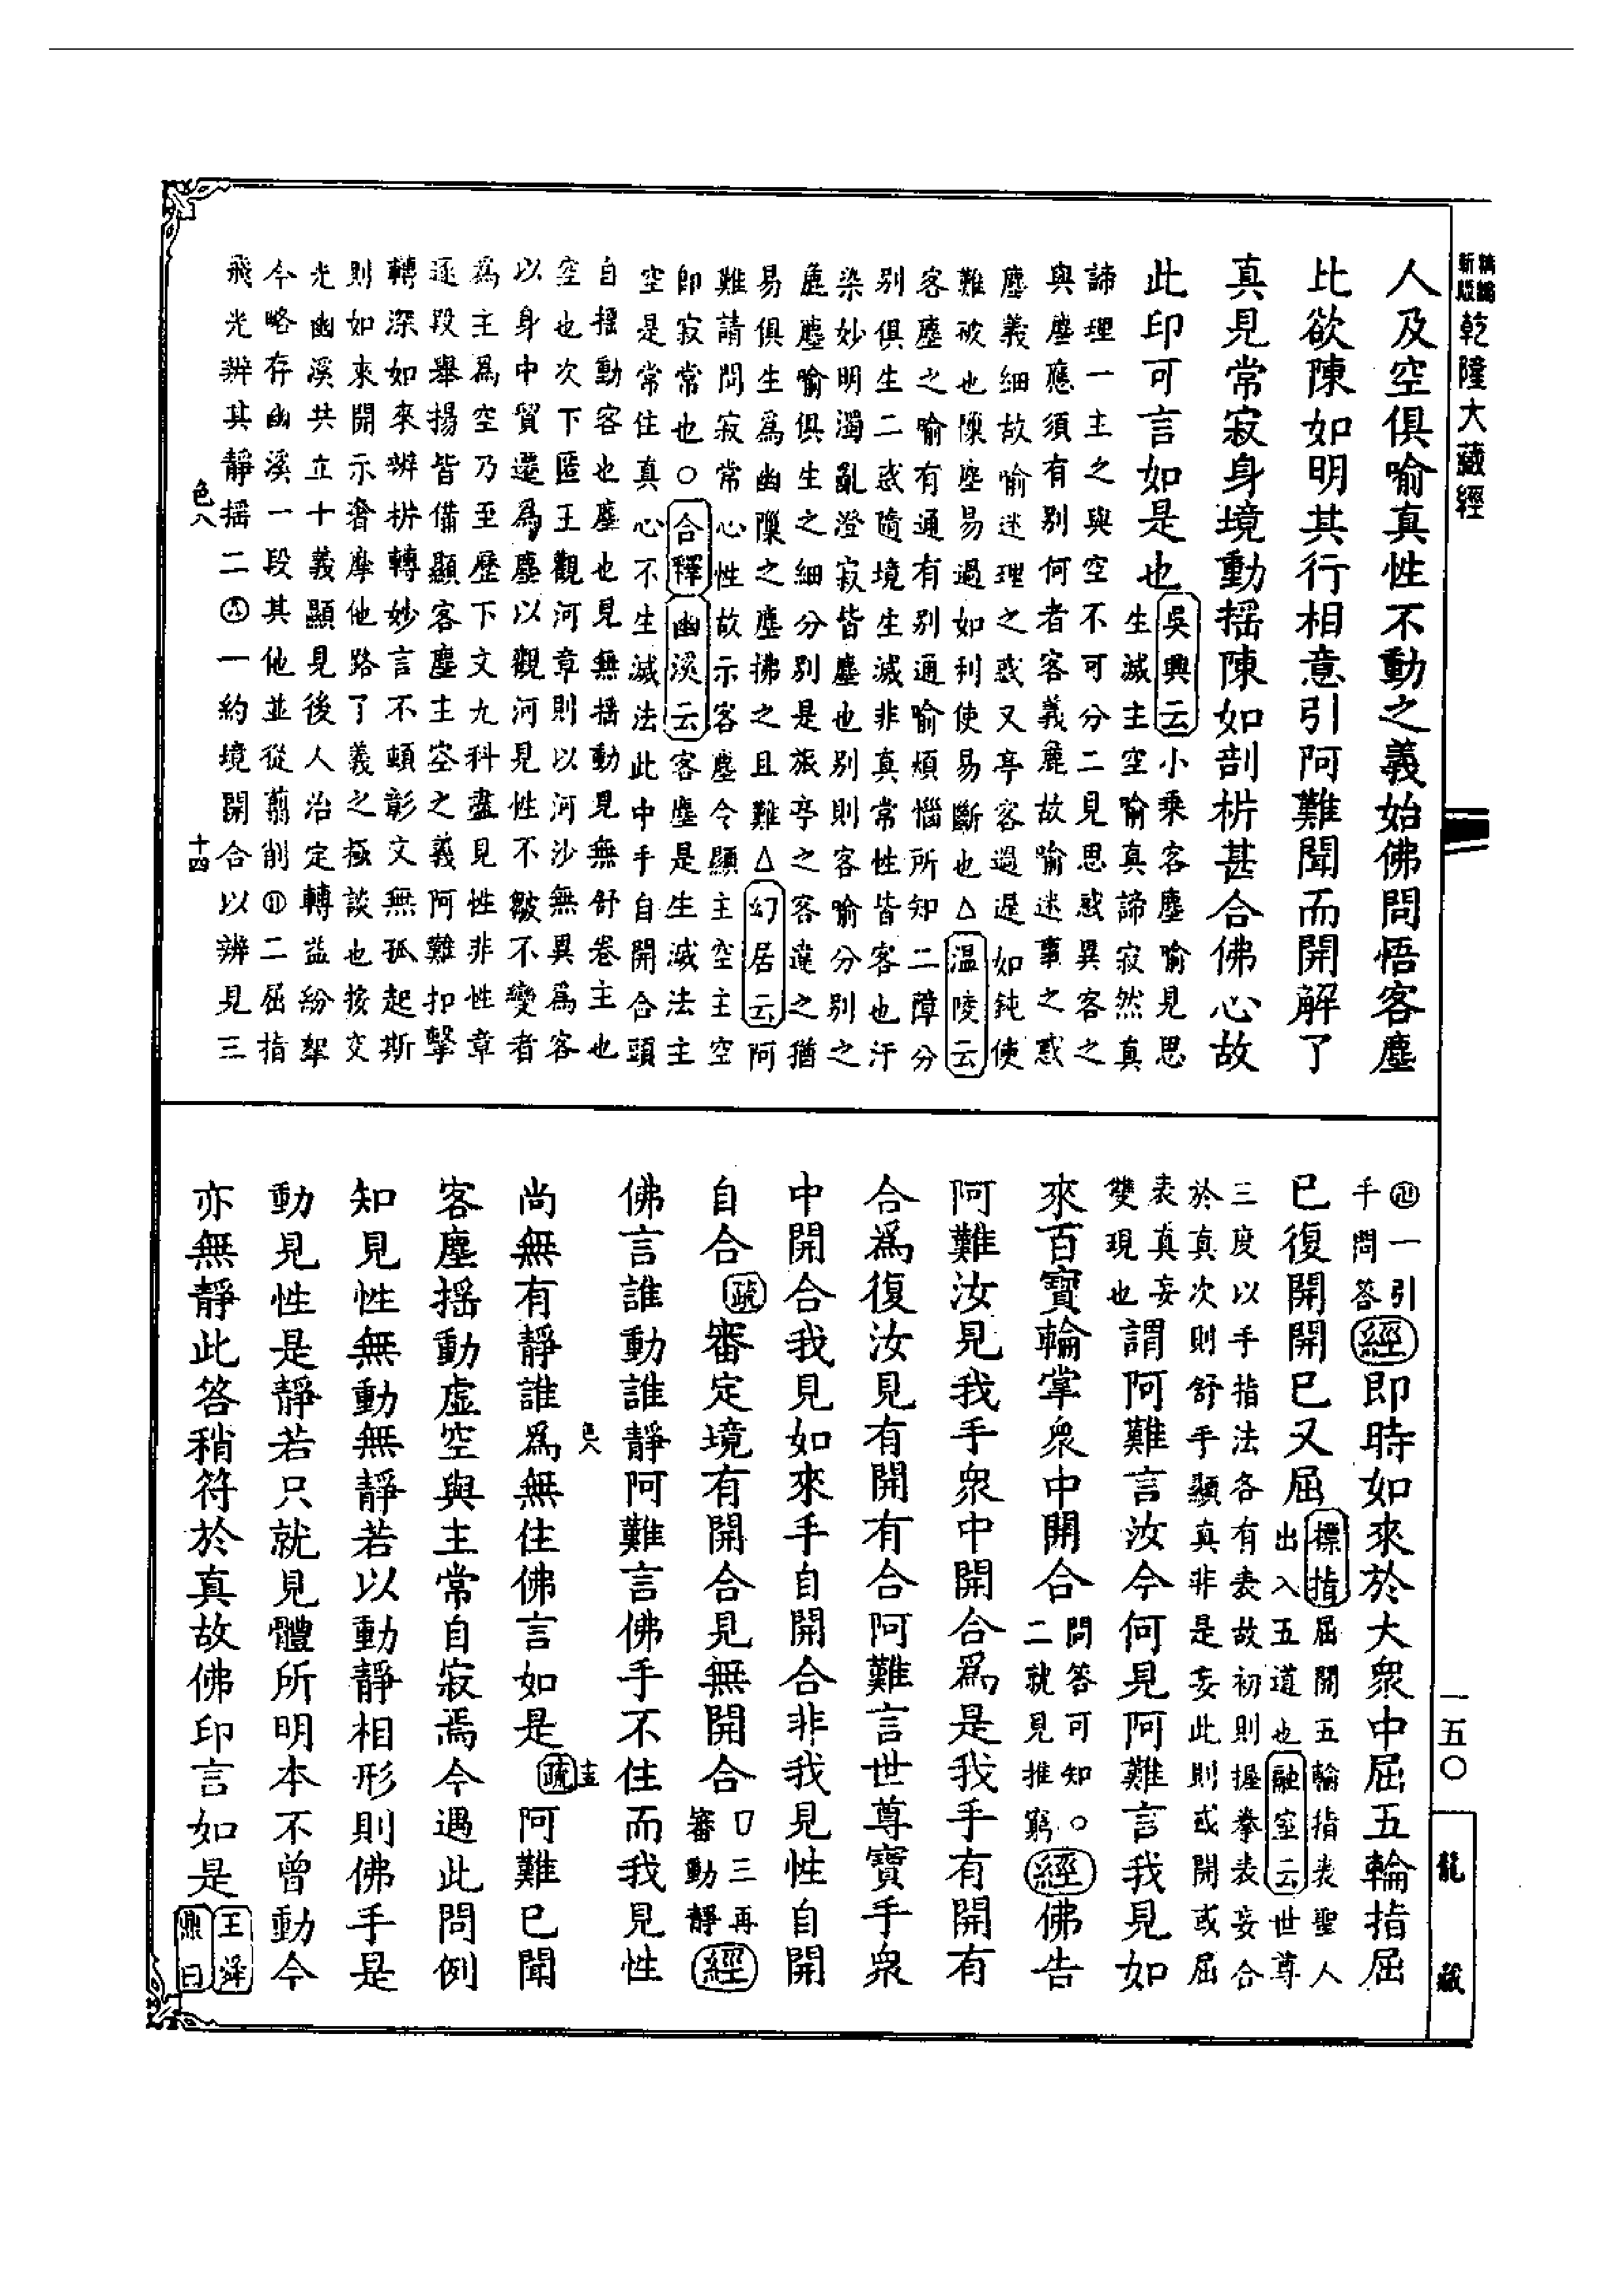 乾隆大藏經
人及空俱喻真性不動之義始佛問悟客塵
比欲陳如明其行相意引阿難聞而開解了
真見常寂身境動揺陳如剖析甚合佛心故
此印可言如是也吳興云小乘客塵喻見思
生滅主空喻真諦寂然真
諦理一主之與空不可分二見思惑異客之
與塵應須有別何者客義麁故喻迷事之惑
塵義細故喻迷理之惑又亭客過遲如鈍使
難破也隙塵易過如利使易斷也△溫陵云
客塵之喻有通有別通喻煩惱所知二障分
別俱生二惑隨境生滅非真常性皆客也汙
染妙明濁亂澄寂皆塵也別則客喻分別之
麁塵喻俱生之細分別是旅亭之客違之猶
易俱生爲幽隙之塵拂之且難△幻居云阿
難請問寂常心性故示客塵令顯主空主空
即寂常也○合釋幽溪云客塵是生滅法主
空是常住真心不生滅法此中手自開合頭
自揺動客也塵也見無揺動見無舒卷主也
空也次下匿王觀河章則以河沙無異爲客
以身中貿遷爲塵以觀河見性不皺不變者
爲主爲空乃至歷下文九科盡見性非性章
逐段舉揚皆備顯客塵主空之義阿難扣擊
轉深如來辨析轉妙言不頓彰文無孤起斯
則如來開示奢摩他路了義之極談也按交
光幽溪共立十義顯見後人治定轉益紛挐
今略存幽溪一段其他並從翦削二屈指
飛光辨其靜揺二一約境開合以辨見三
色八
十四
卍一引
手問答經即時如來於大衆中屈五輪指屈
已復開開已又屈標指屈開五輪指表聖人
出入五道也融室云世尊
三度以手指法各有表故初則握拳表妄合
於真次則舒手顯真非是妄此則或開或屈
表真妄
雙現也謂阿難言汝今何見阿難言我見如
來百寶輪掌衆中開合問答可知○
二就見推窮經佛告
阿難汝見我手衆中開合爲是我手有開有
合爲復汝見有開有合阿難言世尊寶手衆
中開合我見如來手自開合非我見性自開
自合疏審定境有開合見無開合卩三再
審動靜經
佛言誰動誰靜阿難言佛手不住而我見性
尚無有靜誰爲無住佛言如是疏阿難已聞
客塵揺動虚空與主常自寂焉今遇此問例
知見性無動無靜若以動靜相形則佛手是
動見性是靜若只就見體所明本不曾動今
亦無靜此答稍符於真故佛印言如是王舜
鼎曰
一五〇
龍藏